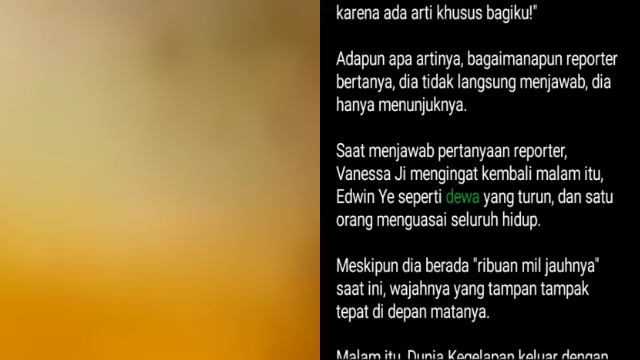 karena ada arti khusus bagiku!"
Adapun apa artinya, bagaimanapun reporter
bertanya, dia tidak langsung menjawab, dia
hanya menunjuknya.
Saat menjawab pertanyaan reporter,
Vanessa Ji mengingat kembali malam itu,
Edwin Ye seperti dewa yang turun, dan satu
orang menguasai seluruh hidup.
Meskipun dia berada "ribuan mil jauhnya"
saat ini, wajahnya yang tampan tampak
tepat di depan matanya.
Malam itu, Dunia Kegelapan keluar dengan